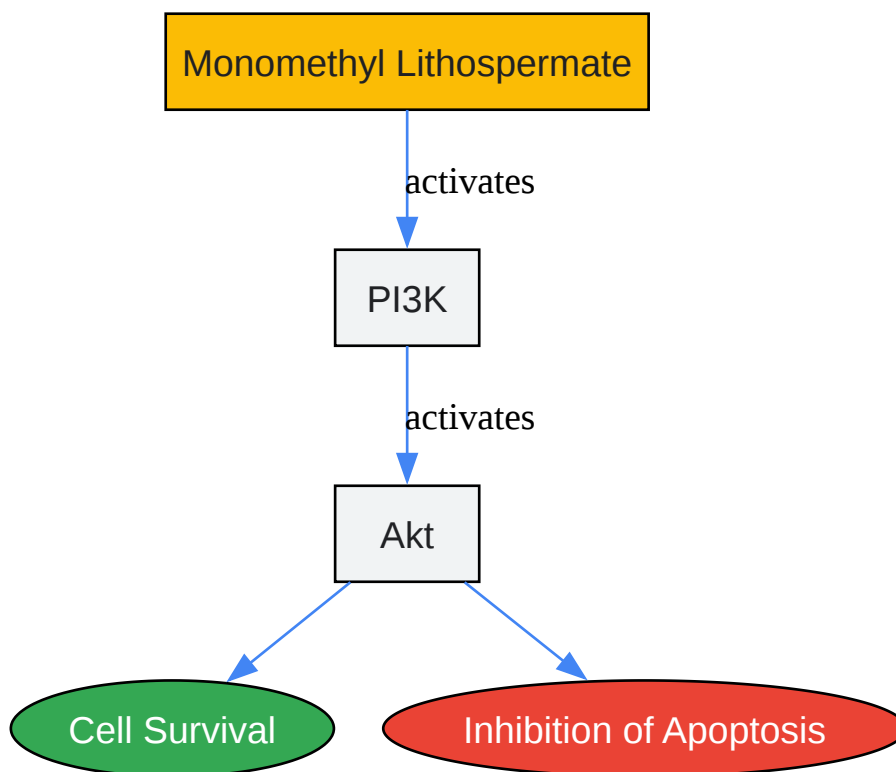 Monomethyl Lithospermate
activates
PI3K
activates
Akt
Cell Survival
Inhibition of Apoptosis